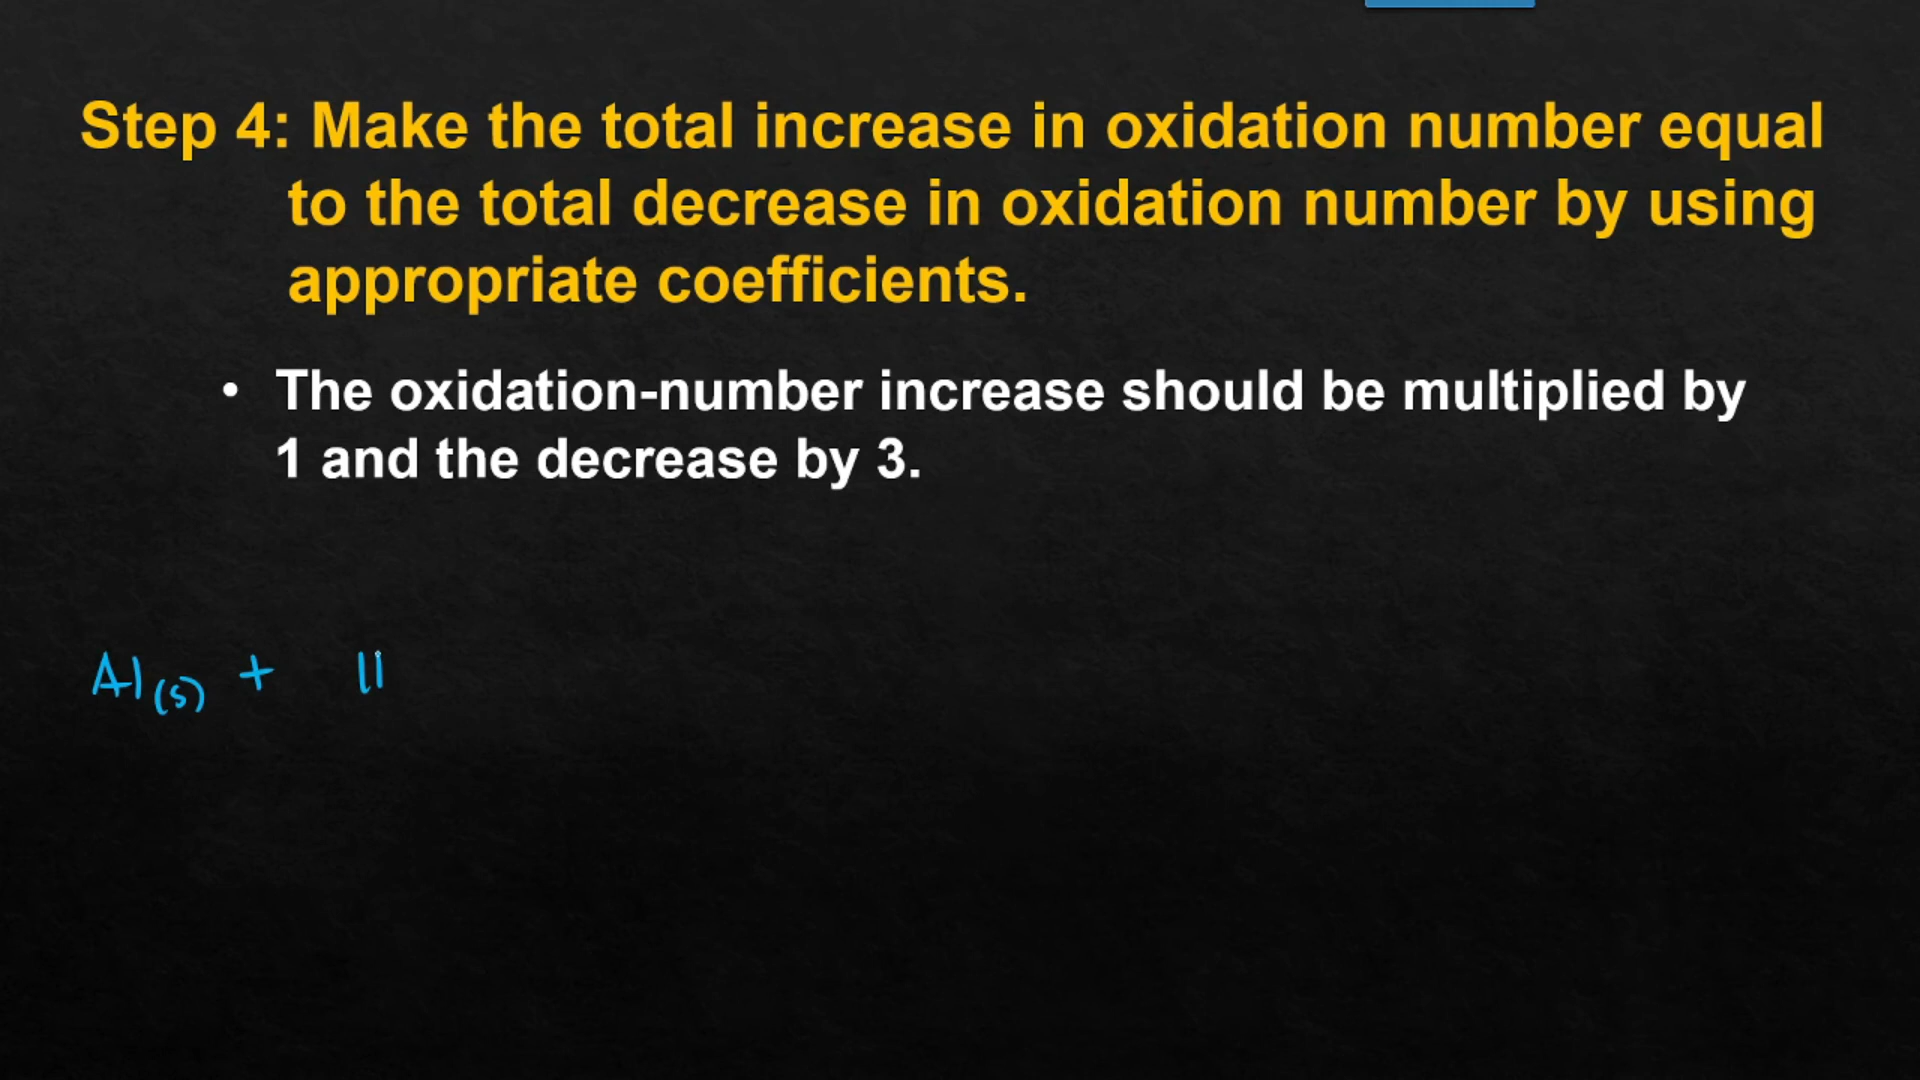 Step 4: Make the total increase in oxidation number equal
to the total decrease in oxidation number by using
appropriate coefficients.
• The oxidation-number increase should be multiplied by
1 and the decrease by 3.
Al(s) +